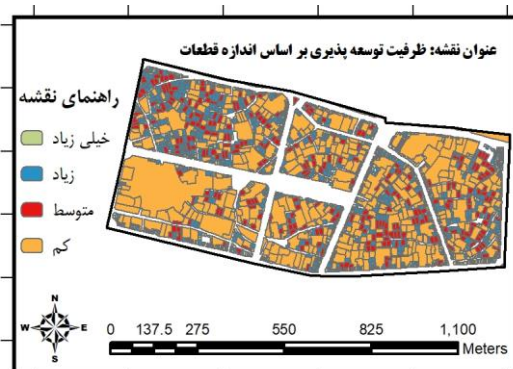 عنوان نقشه: ظرفیت توسعه پذیری بر اساس اندازه قطعات
راهنمای نقشه
خیلی زیاد
زیاد
متوسط
کم
N
W E
S
0 137.5 275 550 825 1,100
Meters